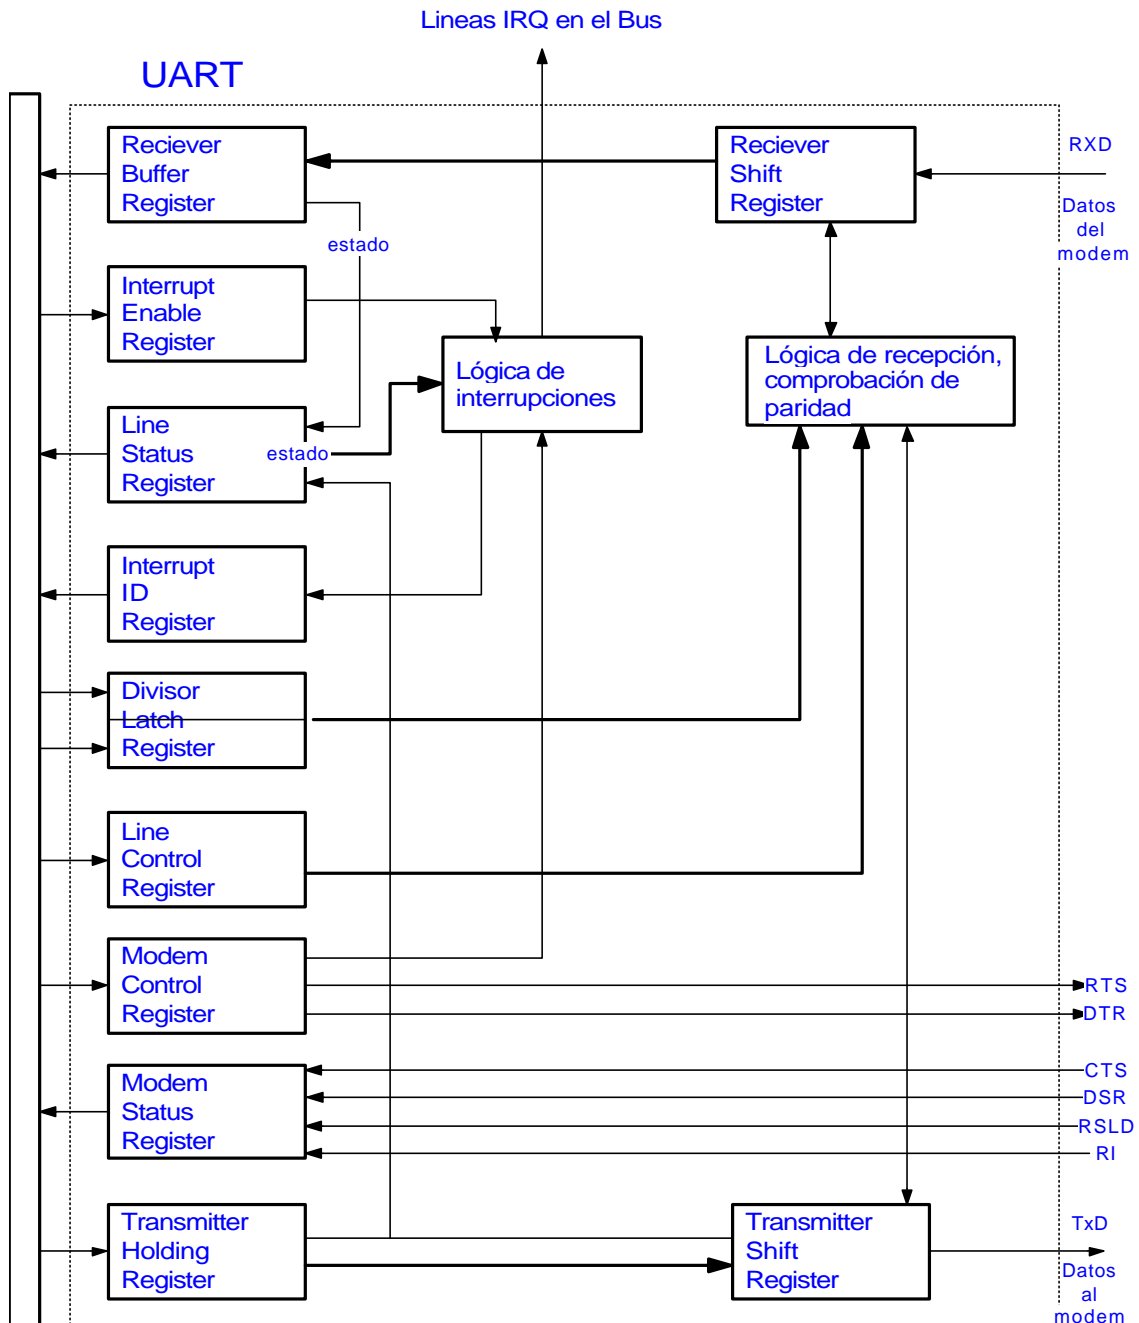 Lineas IRQ en el Bus
UART
Reciever
Buffer
Register
Reciever
Shift
Register
RXD
Datos
del
modem
estado
Interrupt
Enable
Register
Lógica de
interrupciones
Lógica de recepción,
comprobación de
paridad
Line
Status
Register
estado
Interrupt
ID
Register
Divisor
Latch
Register
Line
Control
Register
Modem
Control
Register
RTS
DTR
Modem
Status
Register
CTS
DSR
RSLD
RI
Transmitter
Holding
Register
Transmitter
Shift
Register
TxD
Datos
al
modem